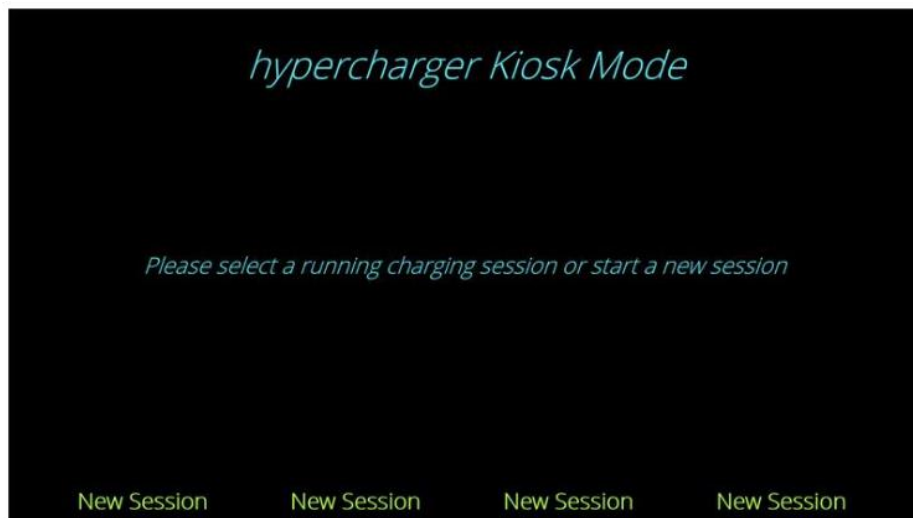 hypercharger Kiosk Mode
Please select a running charging session or start a new session
New Session New Session New Session New Session